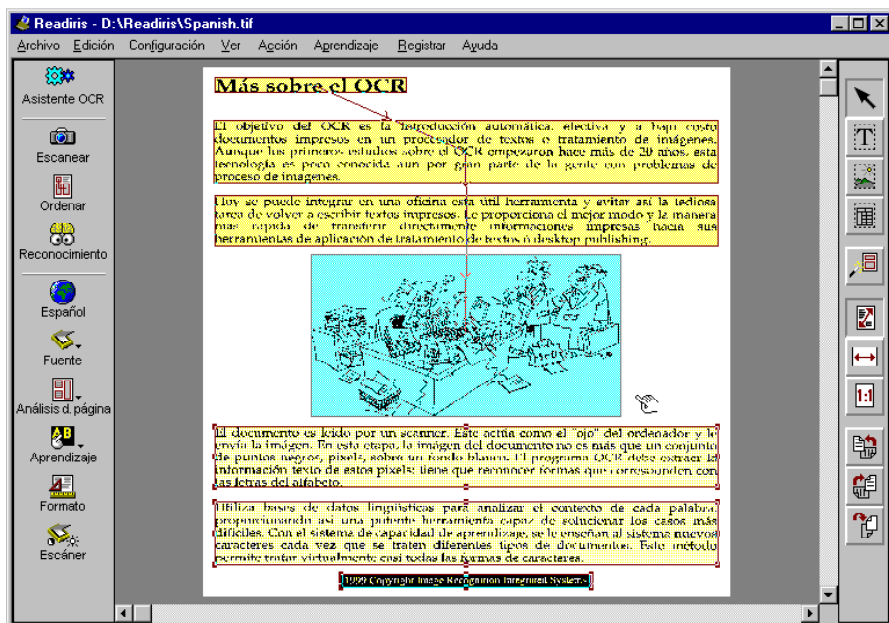 Readiris - D:\Readiris\Spanish.tif
Archivo Edición Configuración Ver Acción Aprendizaje Registrar Ayuda
Asistente OCR
Escanear
Ordenar
Reconocimiento
Español
Fuente
Análisis d. página
Aprendizaje
Formato
Escáner
Más sobre el OCR
El objetivo del OCR es la introducción automática, efectiva y a bajo costo
documentos impresos en un procesador de textos o tratamiento de imágenes.
Aunque los primeros estudios sobre el OCR empezaron hace más de 20 años, esta
tecnología es poco conocida aun por gran parte de la gente con problemas de
proceso de imagenes.
Hoy se puede integrar en una oficina esta útil herramenta y evitar así la tediosa
tarea de volver a escribir textos impresos. Le proporciona el mejor modo y la manera
mas rapida de transferir directamente informaciones impresas hacia sus
herramentas de aplicación de tratamiento de textos ó desktop publishing.
El documento es leido por un scanner. Este actúa como el "ojo" del ordenador y le
envía la imágen. En esta etapa, la imágen del documento no es más que un conjunto
de puntos negros, pixels, sobre un fondo blanco. El programa OCR debe extraer la
información texto de estos pixels: tiene que reconocer formas que corresponden con
las letras del alfabeto.
Utiliza bases de datos lingüísticas para analizar el contexto de cada palabra,
proporcionando así una potente herramienta capaz de solucionar los casos más
difíciles. Con el sistema de capacidad de aprendizaje, se le enseñan al sistema nuevos
caracteres cada vez que se traten diferentes tipos de documentos. Este método
permite tratar virtualmente casi todas las formas de caracteres.
1999 Copyright Image Recognition Integrated Systems
T
1:1